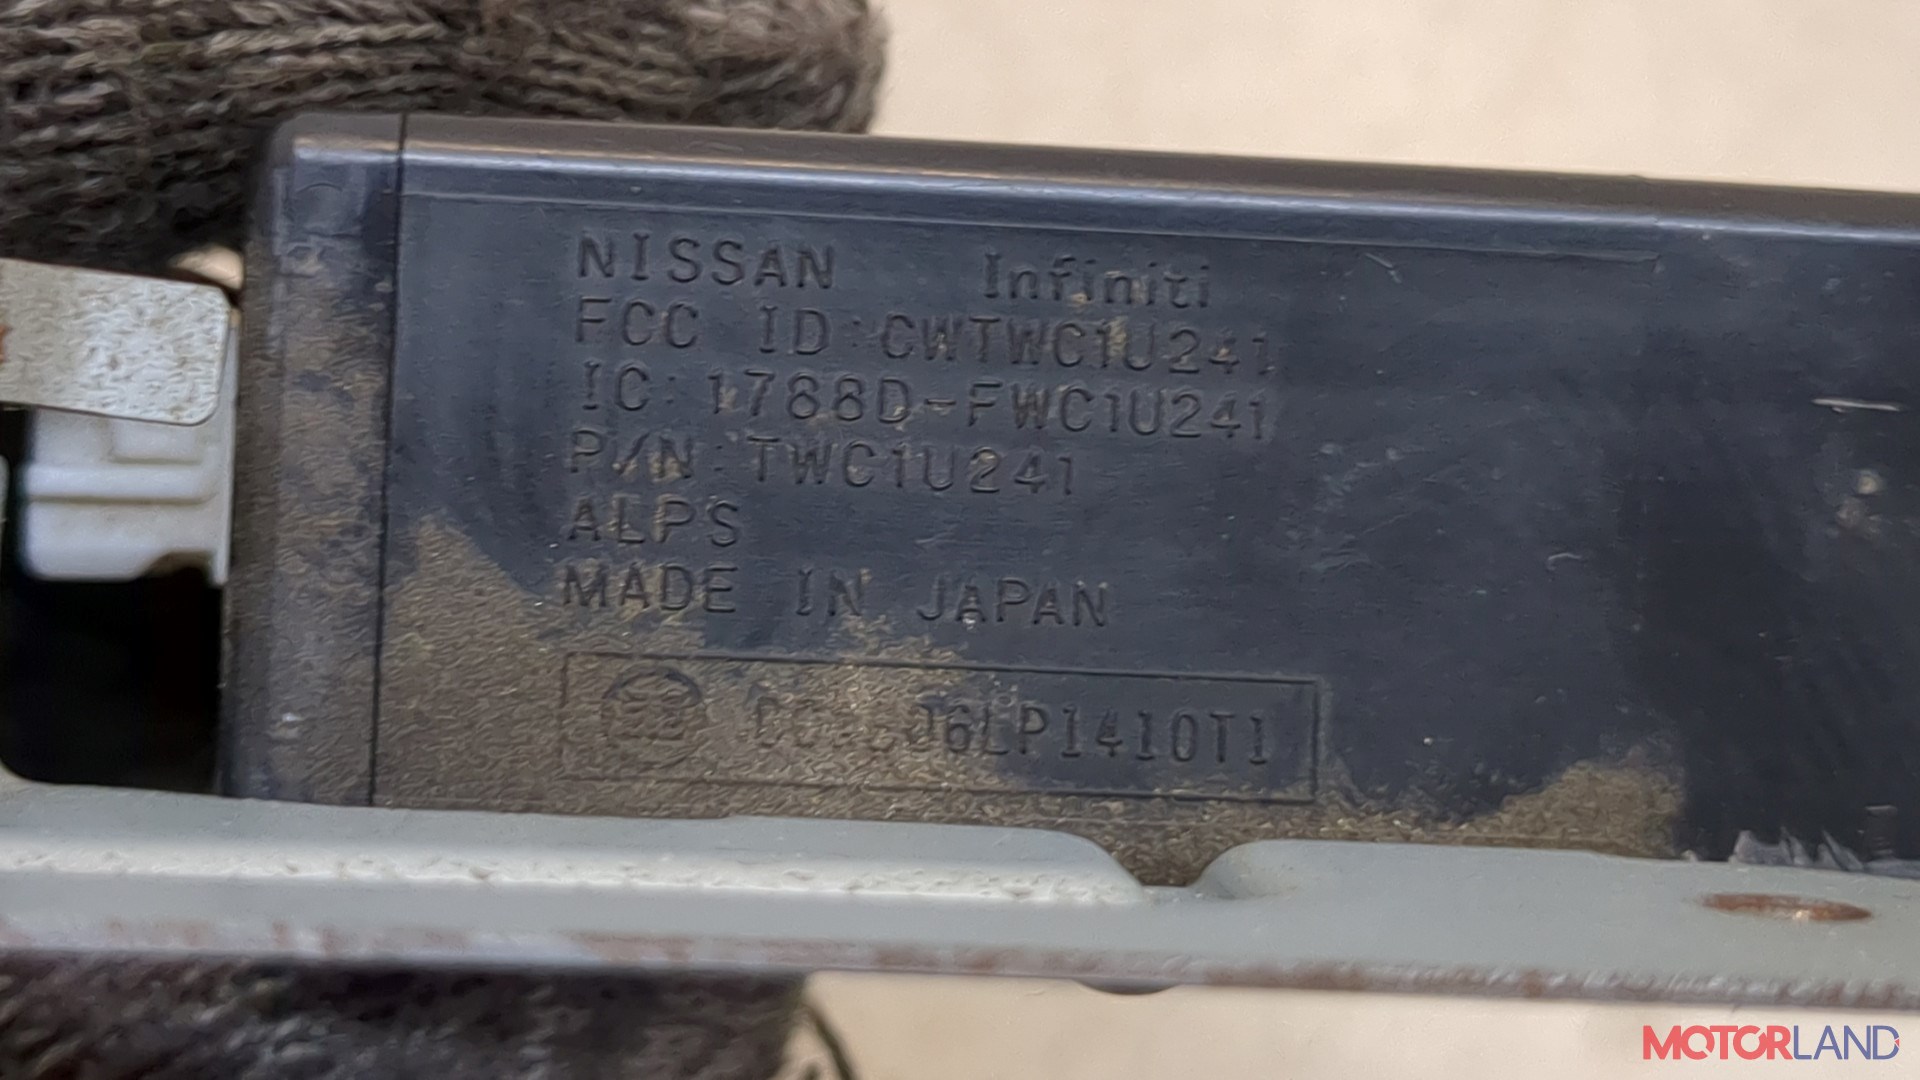 NISSAN Infiniti
FCC ID:CWTWC1U241
IC:1788D-FWC1U241
P/N:TWC1U241
ALPS
MADE IN JAPAN
MOTORLAND